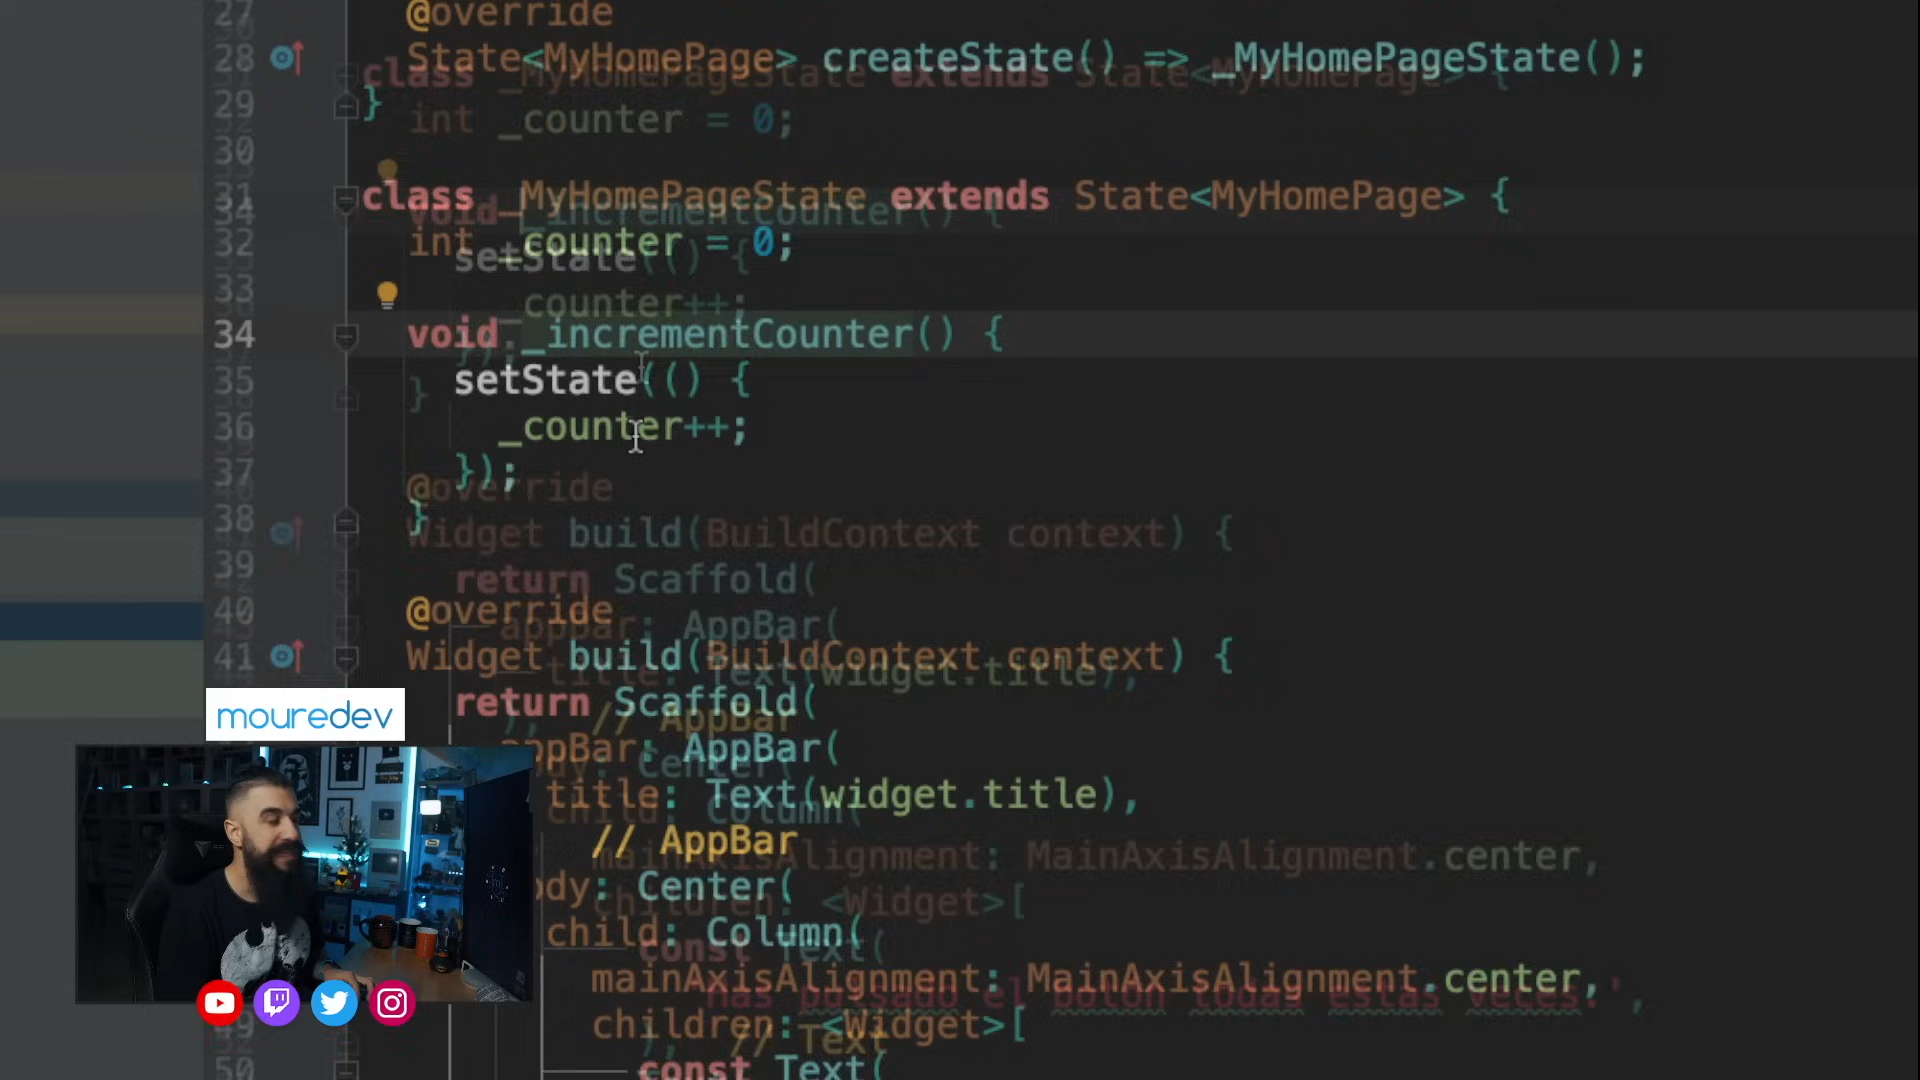 27 @override
28 State<MyHomePage> createState() => _MyHomePageState();
29 }
30
31 class _MyHomePageState extends State<MyHomePage> {
32 int _counter = 0;
33
34 void _incrementCounter() {
35 setState(() {
36 _counter++;
37 });
38 }
39
40 @override
41 Widget build(BuildContext context) {
return Scaffold(
appBar: AppBar(
title: Text(widget.title),
// AppBar
body: Center(
child: Column(
mainAxisAlignment: MainAxisAlignment.center,
children: <Widget>[
50 const Text(
mouredev